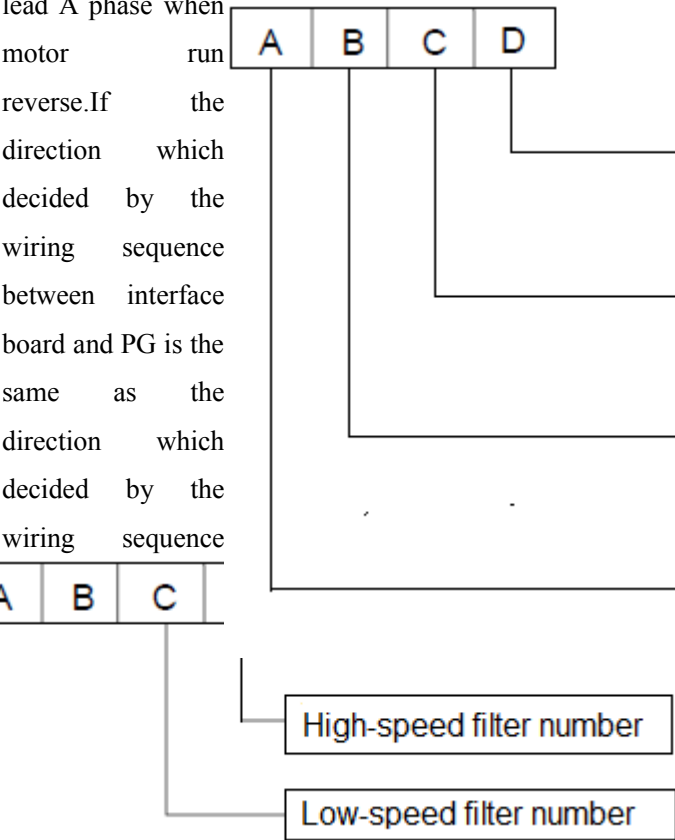 lead A phase when
motor run
reverse.If the
direction which
decided by the
wiring sequence
between interface
board and PG is the
same as the
direction which
decided by the
wiring sequence
A B C D
A B C
High-speed filter number
Low-speed filter number